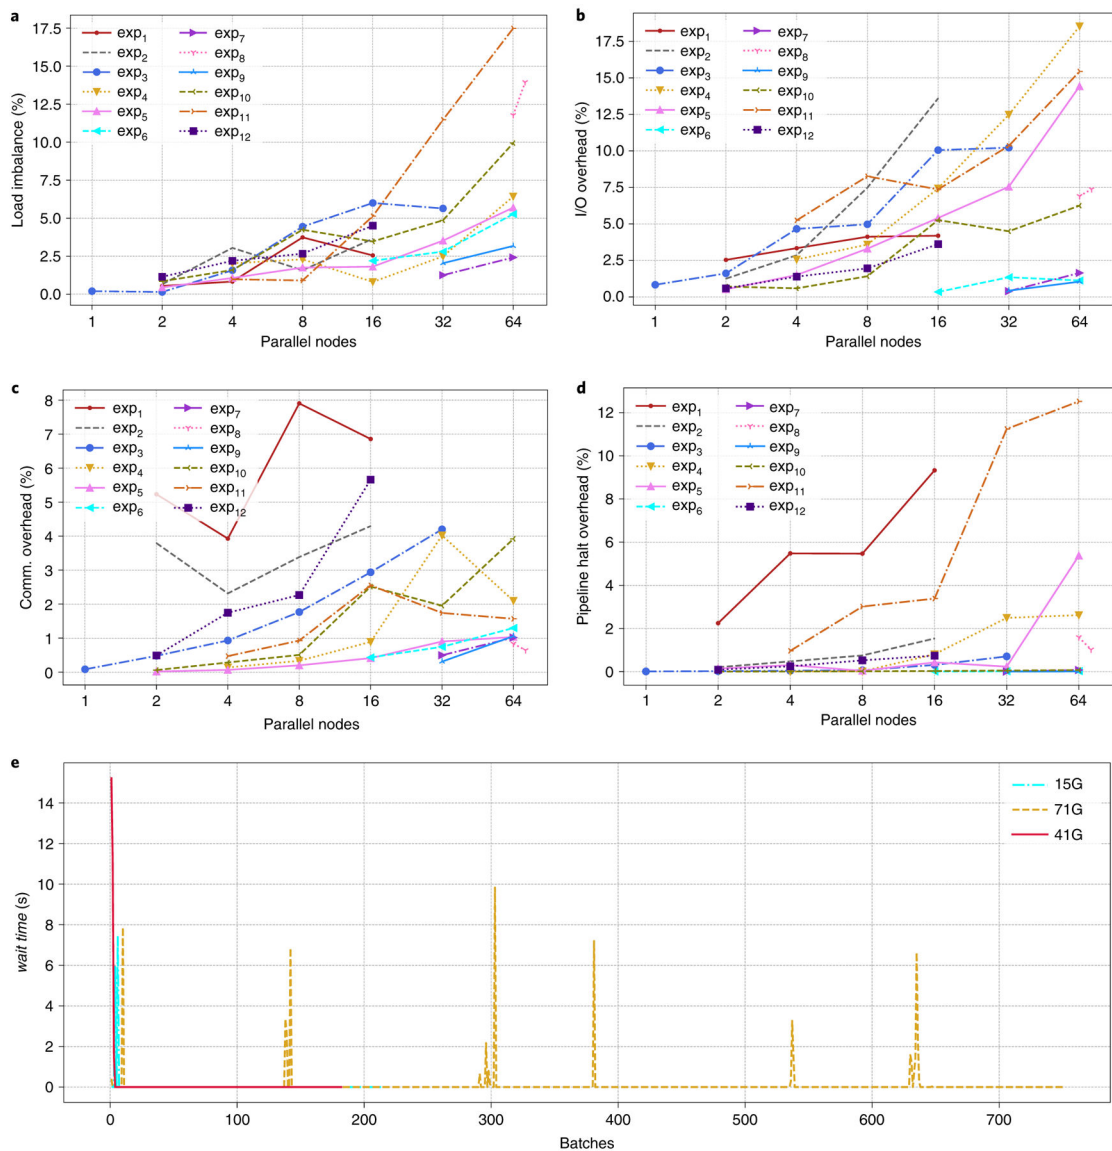 a
17.5
15.0
12.5
10.0
7.5
5.0
2.5
0.0
Load imbalance (%)
exp1 exp7
exp2 exp8
exp3 exp9
exp4 exp10
exp5 exp11
exp6 exp12
1 2 4 8 16 32 64
Parallel nodes
b
17.5
15.0
12.5
10.0
7.5
5.0
2.5
0.0
I/O overhead (%)
exp1 exp7
exp2 exp8
exp3 exp9
exp4 exp10
exp5 exp11
exp6 exp12
1 2 4 8 16 32 64
Parallel nodes
c
8
7
6
5
4
3
2
1
0
Comm. overhead (%)
exp1 exp7
exp2 exp8
exp3 exp9
exp4 exp10
exp5 exp11
exp6 exp12
1 2 4 8 16 32 64
Parallel nodes
d
12
10
8
6
4
2
0
Pipeline halt overhead (%)
exp1 exp7
exp2 exp8
exp3 exp9
exp4 exp10
exp5 exp11
exp6 exp12
1 2 4 8 16 32 64
Parallel nodes
e
14
12
10
8
6
4
2
0
wait time (s)
15G
71G
41G
0 100 200 300 400 500 600 700
Batches